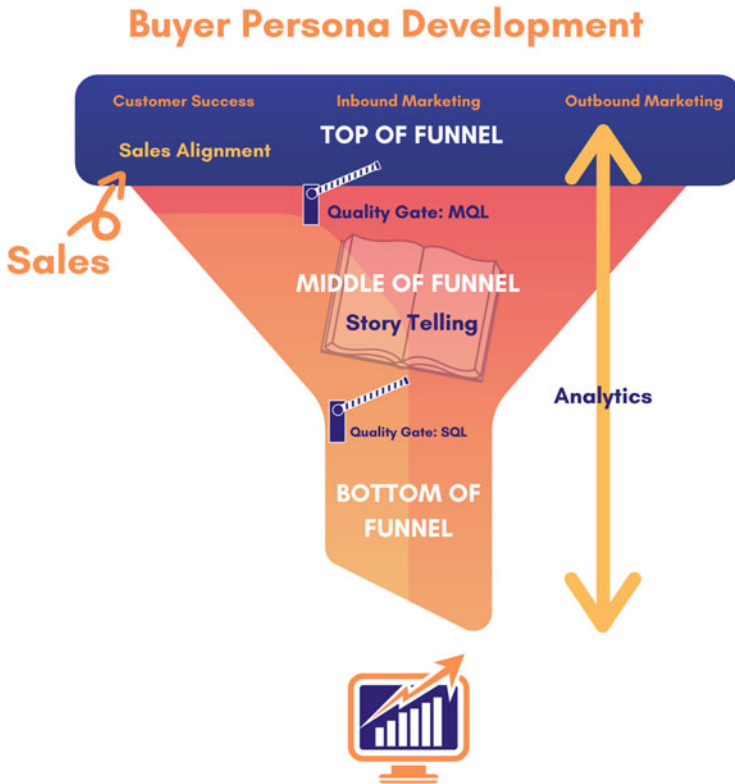 Buyer Persona Development
Customer Success
Inbound Marketing
Outbound Marketing
TOP OF FUNNEL
Sales Alignment
Sales
Quality Gate: MQL
MIDDLE OF FUNNEL
Story Telling
Analytics
Quality Gate: SQL
BOTTOM OF
FUNNEL